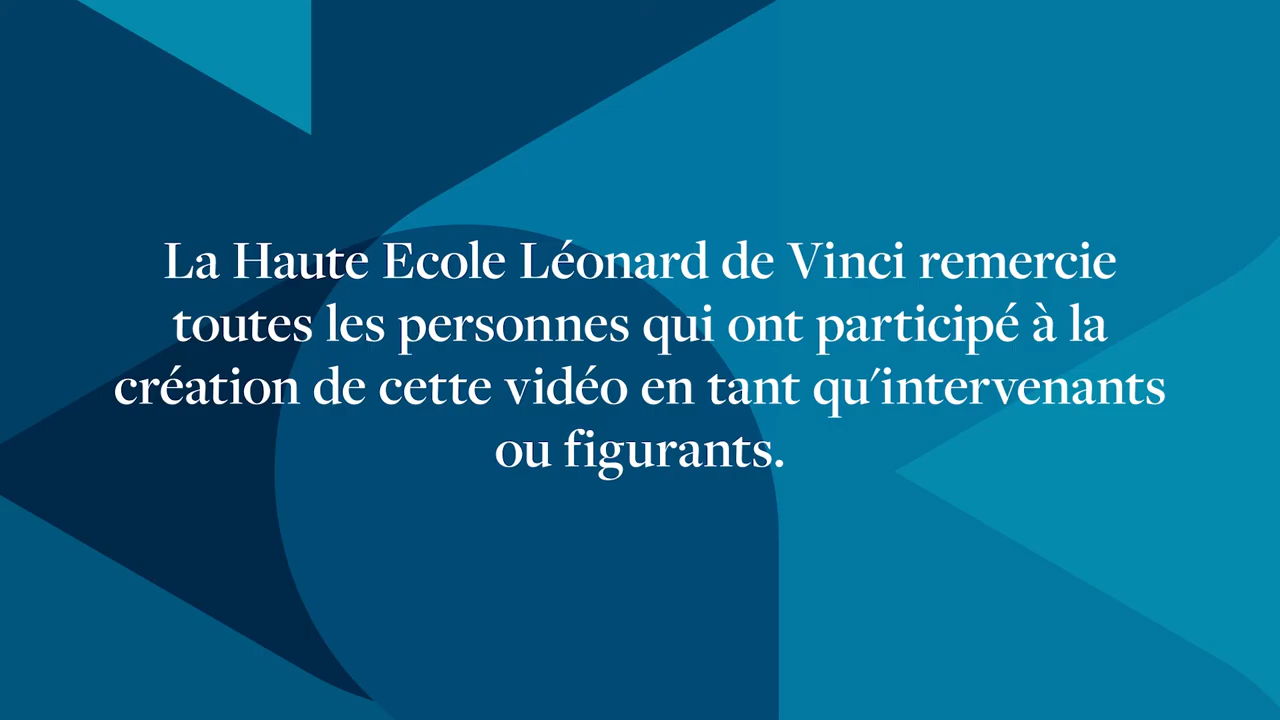 La Haute Ecole Léonard de Vinci remercie
toutes les personnes qui ont participé à la
création de cette vidéo en tant qu'intervenants
ou figurants.